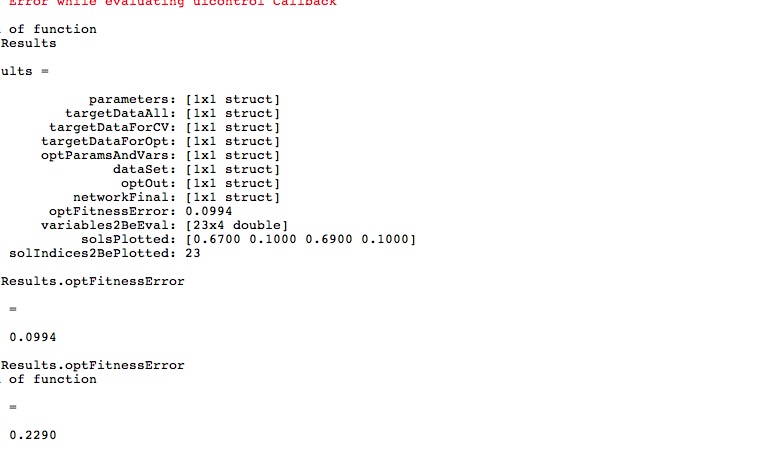 Error while evaluating uicontrol Callback
of function
Results
ults =
parameters: [1x1 struct]
targetDataAll: [1x1 struct]
targetDataForCV: [1x1 struct]
targetDataForOpt: [1x1 struct]
optParamsAndVars: [1x1 struct]
dataSet: [1x1 struct]
optOut: [1x1 struct]
networkFinal: [1x1 struct]
optFitnessError: 0.0994
variables2BeEval: [23x4 double]
solsPlotted: [0.6700 0.1000 0.6900 0.1000]
solIndices2BePlotted: 23
Results.optFitnessError
=
0.0994
Results.optFitnessError
of function
=
0.2290